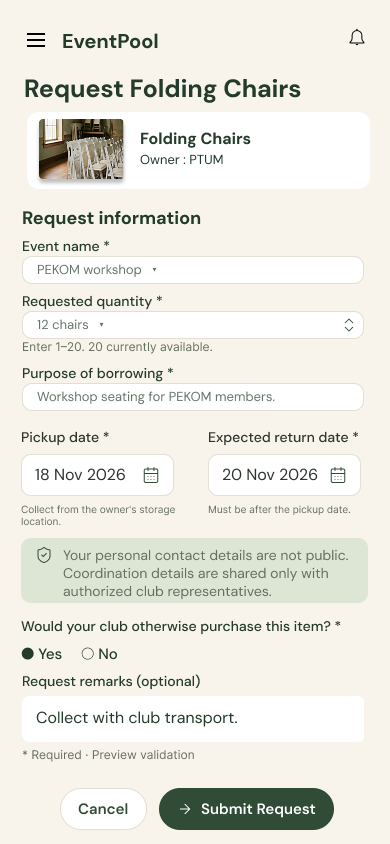 EventPool
Request Folding Chairs
Folding Chairs
Owner : PTUM
Request information
Event name *
PEKOM workshop
Requested quantity *
12 chairs
Enter 1–20. 20 currently available.
Purpose of borrowing *
Workshop seating for PEKOM members.
Pickup date *
Expected return date *
18 Nov 2026
20 Nov 2026
Collect from the owner's storage
location.
Must be after the pickup date.
Your personal contact details are not public.
Coordination details are shared only with
authorized club representatives.
Would your club otherwise purchase this item? *
Yes
No
Request remarks (optional)
Collect with club transport.
* Required · Preview validation
Cancel
→ Submit Request